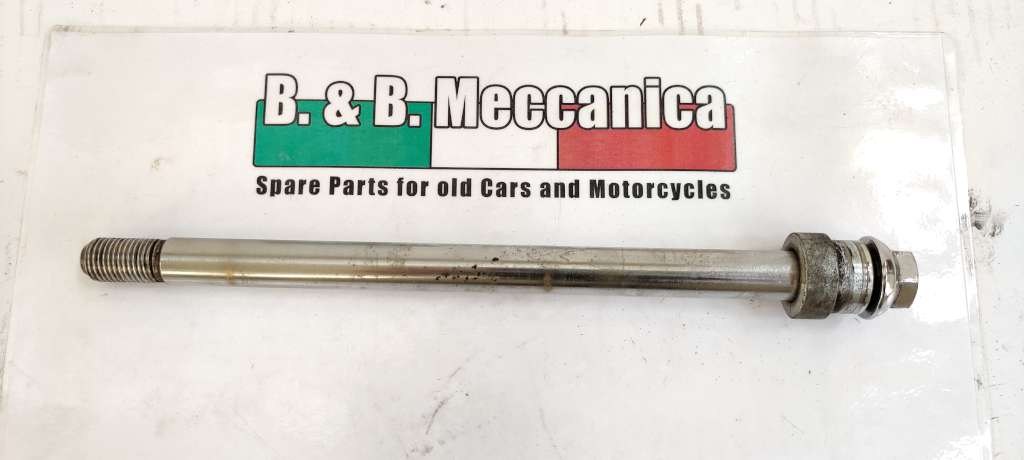 B. & B. Meccanica
Spare Parts for old Cars and Motorcycles